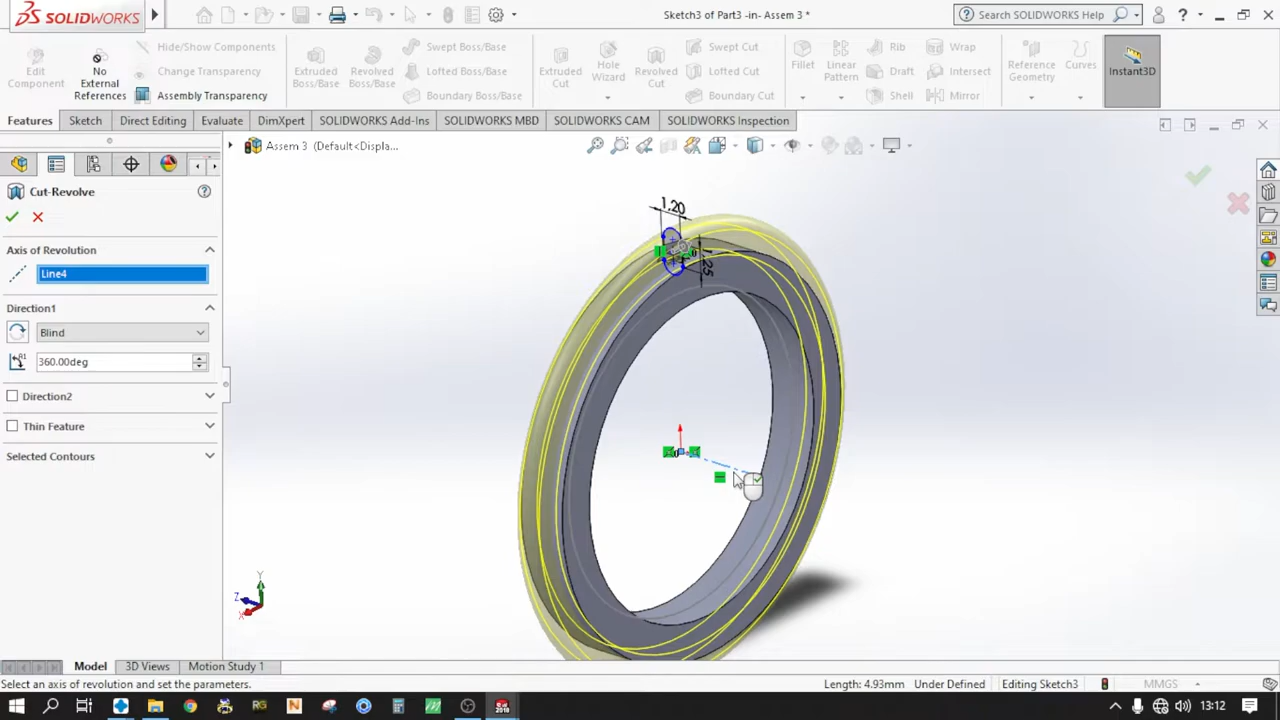 SOLIDWORKS
Sketch3 of Part3 -in- Assem 3 *
Search SOLIDWORKS Help
?
Edit Component
No External References
Hide/Show Components
Change Transparency
Assembly Transparency
Extruded Boss/Base
Revolved Boss/Base
Swept Boss/Base
Lofted Boss/Base
Boundary Boss/Base
Extruded Cut
Hole Wizard
Revolved Cut
Swept Cut
Lofted Cut
Boundary Cut
Fillet
Linear Pattern
Rib
Draft
Shell
Wrap
Intersect
Mirror
Reference Geometry
Curves
Instant3D
Features
Sketch
Direct Editing
Evaluate
DimXpert
SOLIDWORKS Add-Ins
SOLIDWORKS MBD
SOLIDWORKS CAM
SOLIDWORKS Inspection
Assem 3 (Default<Displa...
Cut-Revolve
Axis of Revolution
Line4
Direction1
Blind
360.00deg
Direction2
Thin Feature
Selected Contours
1.20
Y
Z
X
Model
3D Views
Motion Study 1
Select an axis of revolution and set the parameters.
Length: 4.93mm
Under Defined
Editing Sketch3
MMGS
13:12